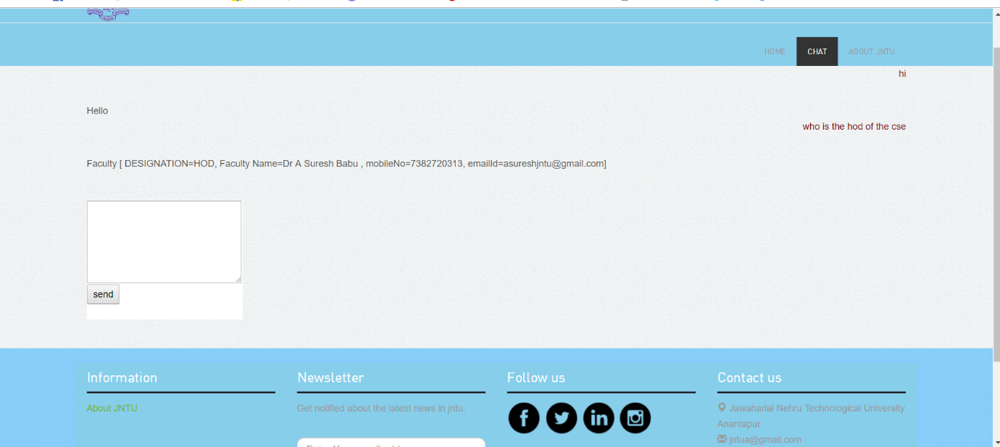 HOME CHAT ABOUT JNTU
hi
Hello
who is the hod of the cse
Faculty [ DESIGNATION=HOD, Faculty Name=Dr A Suresh Babu , mobileNo=7382720313, emailId=asureshjntu@gmail.com]
send
Information
About JNTU
Newsletter
Get notified about the latest news in jntu.
Follow us
Contact us
Jawaharlal Nehru Technological University
Anantapur
jntua@gmail.com